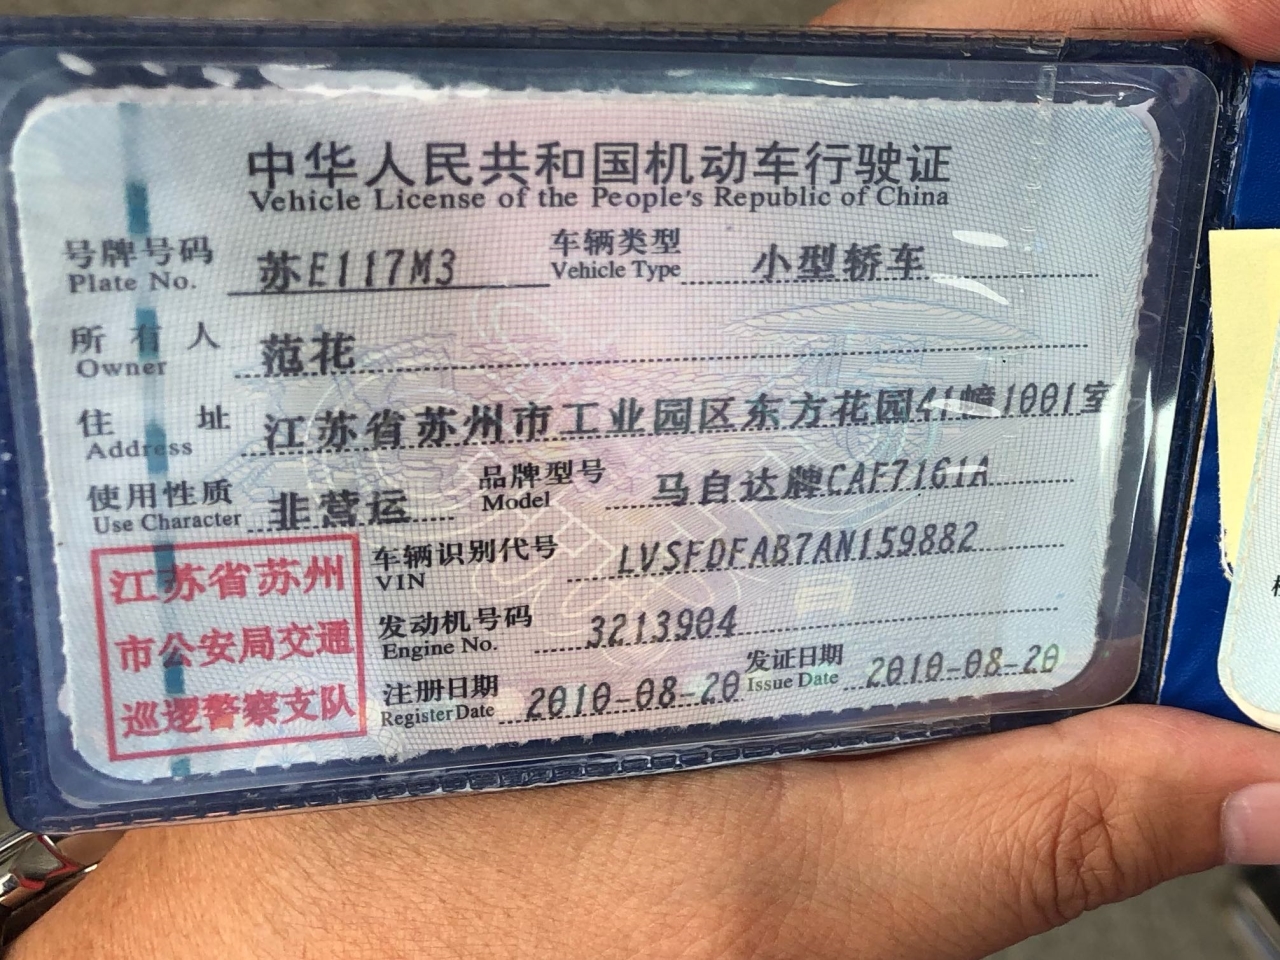 中华人民共和国机动车行驶证
Vehicle License of the People's Republic of China
号牌号码 苏E117M3 车辆类型 小型轿车
Plate No. Vehicle Type
所有人 范花
Owner
住址 江苏省苏州市工业园区东方花园41幢1001室
Address
使用性质 非营运 品牌型号 马自达牌CAF7161A
Use Character Model
车辆识别代号 LVSFDFAB7AN159882
VIN
发动机号码 3213904
Engine No.
注册日期 2010-08-20 发证日期 2010-08-20
Register Date Issue Date
江苏省苏州
市公安局交通
巡逻警察支队